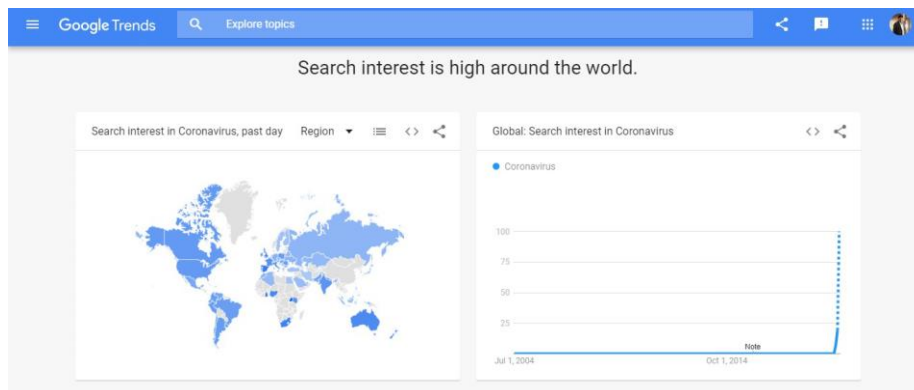 Google Trends
Explore topics
Search interest is high around the world.
Search interest in Coronavirus, past day
Region
Global: Search interest in Coronavirus
Coronavirus
100
75
50
25
Note
Jul 1, 2004
Oct 1, 2014